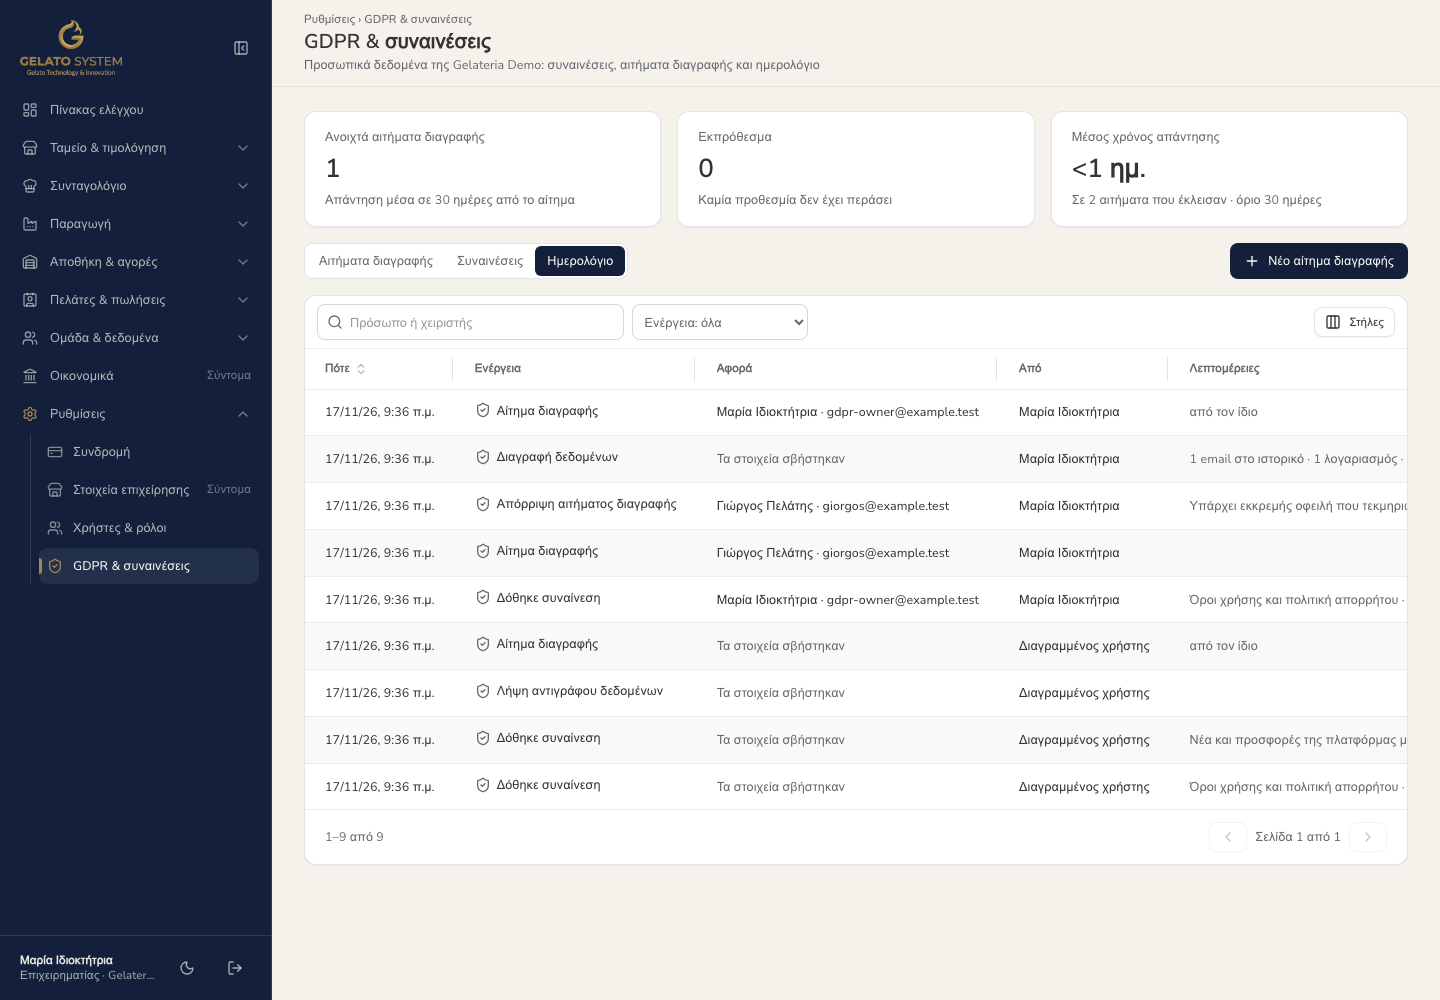 GELATO SYSTEM
Gelato Technology & Innovation
Πίνακας ελέγχου
Ταμείο & τιμολόγηση
Συνταγολόγιο
Παραγωγή
Αποθήκη & αγορές
Πελάτες & πωλήσεις
Ομάδα & δεδομένα
Οικονομικά Σύντομα
Ρυθμίσεις
Συνδρομή
Στοιχεία επιχείρησης Σύντομα
Χρήστες & ρόλοι
GDPR & συναινέσεις
Μαρία Ιδιοκτήτρια
Επιχειρηματίας · Gelater...
Ρυθμίσεις › GDPR & συναινέσεις
GDPR & συναινέσεις
Προσωπικά δεδομένα της Gelateria Demo: συναινέσεις, αιτήματα διαγραφής και ημερολόγιο
Ανοιχτά αιτήματα διαγραφής
1
Απάντηση μέσα σε 30 ημέρες από το αίτημα
Εκπρόθεσμα
0
Καμία προθεσμία δεν έχει περάσει
Μέσος χρόνος απάντησης
<1 ημ.
Σε 2 αιτήματα που έκλεισαν · όριο 30 ημέρες
Αιτήματα διαγραφής Συναινέσεις Ημερολόγιο
Νέο αίτημα διαγραφής
Πρόσωπο ή χειριστής Ενέργεια: όλα Στήλες
Πότε Ενέργεια Αφορά Από Λεπτομέρειες
17/11/26, 9:36 π.μ. Αίτημα διαγραφής Μαρία Ιδιοκτήτρια · gdpr-owner@example.test Μαρία Ιδιοκτήτρια από τον ίδιο
17/11/26, 9:36 π.μ. Διαγραφή δεδομένων Τα στοιχεία σβήστηκαν Μαρία Ιδιοκτήτρια 1 email στο ιστορικό · 1 λογαριασμός ·
17/11/26, 9:36 π.μ. Απόρριψη αιτήματος διαγραφής Γιώργος Πελάτης · giorgos@example.test Μαρία Ιδιοκτήτρια Υπάρχει εκκρεμής οφειλή που τεκμηριώ
17/11/26, 9:36 π.μ. Αίτημα διαγραφής Γιώργος Πελάτης · giorgos@example.test Μαρία Ιδιοκτήτρια
17/11/26, 9:36 π.μ. Δόθηκε συναίνεση Μαρία Ιδιοκτήτρια · gdpr-owner@example.test Μαρία Ιδιοκτήτρια Όροι χρήσης και πολιτική απορρήτου ·
17/11/26, 9:36 π.μ. Αίτημα διαγραφής Τα στοιχεία σβήστηκαν Διαγραμμένος χρήστης από τον ίδιο
17/11/26, 9:36 π.μ. Λήψη αντιγράφου δεδομένων Τα στοιχεία σβήστηκαν Διαγραμμένος χρήστης
17/11/26, 9:36 π.μ. Δόθηκε συναίνεση Τα στοιχεία σβήστηκαν Διαγραμμένος χρήστης Νέα και προσφορές της πλατφόρμας μ
17/11/26, 9:36 π.μ. Δόθηκε συναίνεση Τα στοιχεία σβήστηκαν Διαγραμμένος χρήστης Όροι χρήσης και πολιτική απορρήτου ·
1–9 από 9 Σελίδα 1 από 1